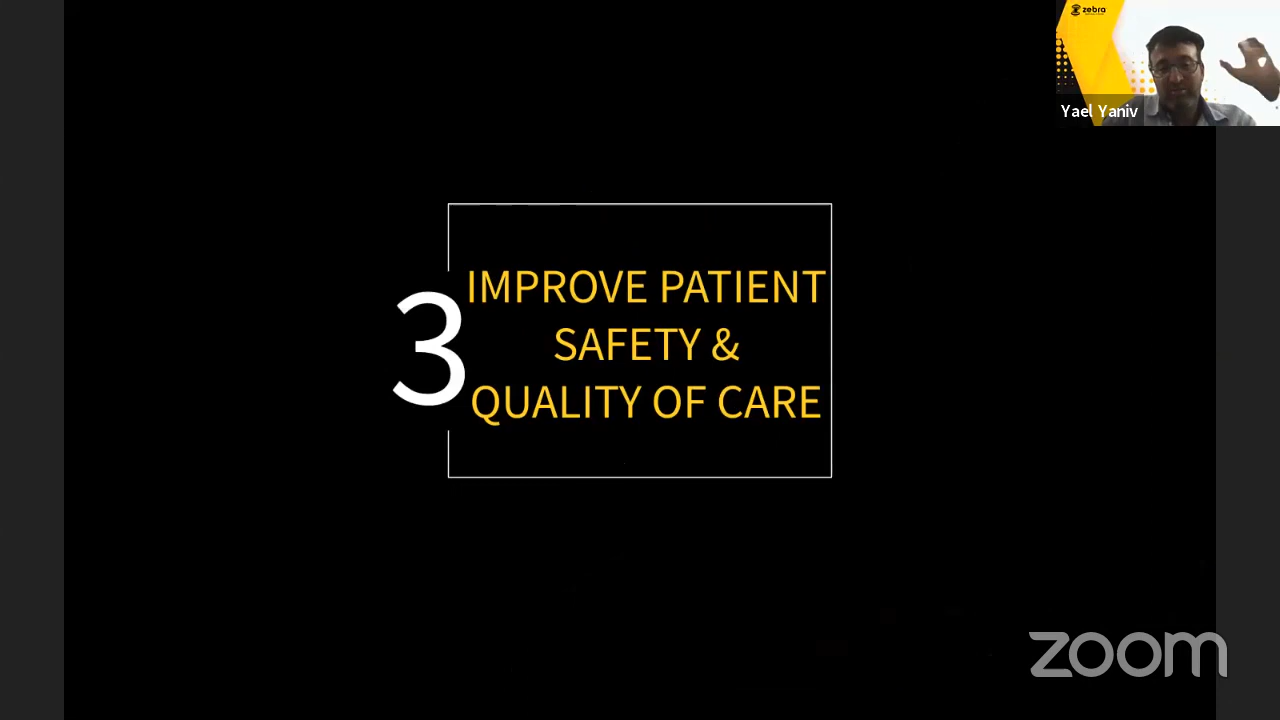 zebra
Yael Yaniv
3
IMPROVE PATIENT
SAFETY &
QUALITY OF CARE
zoom